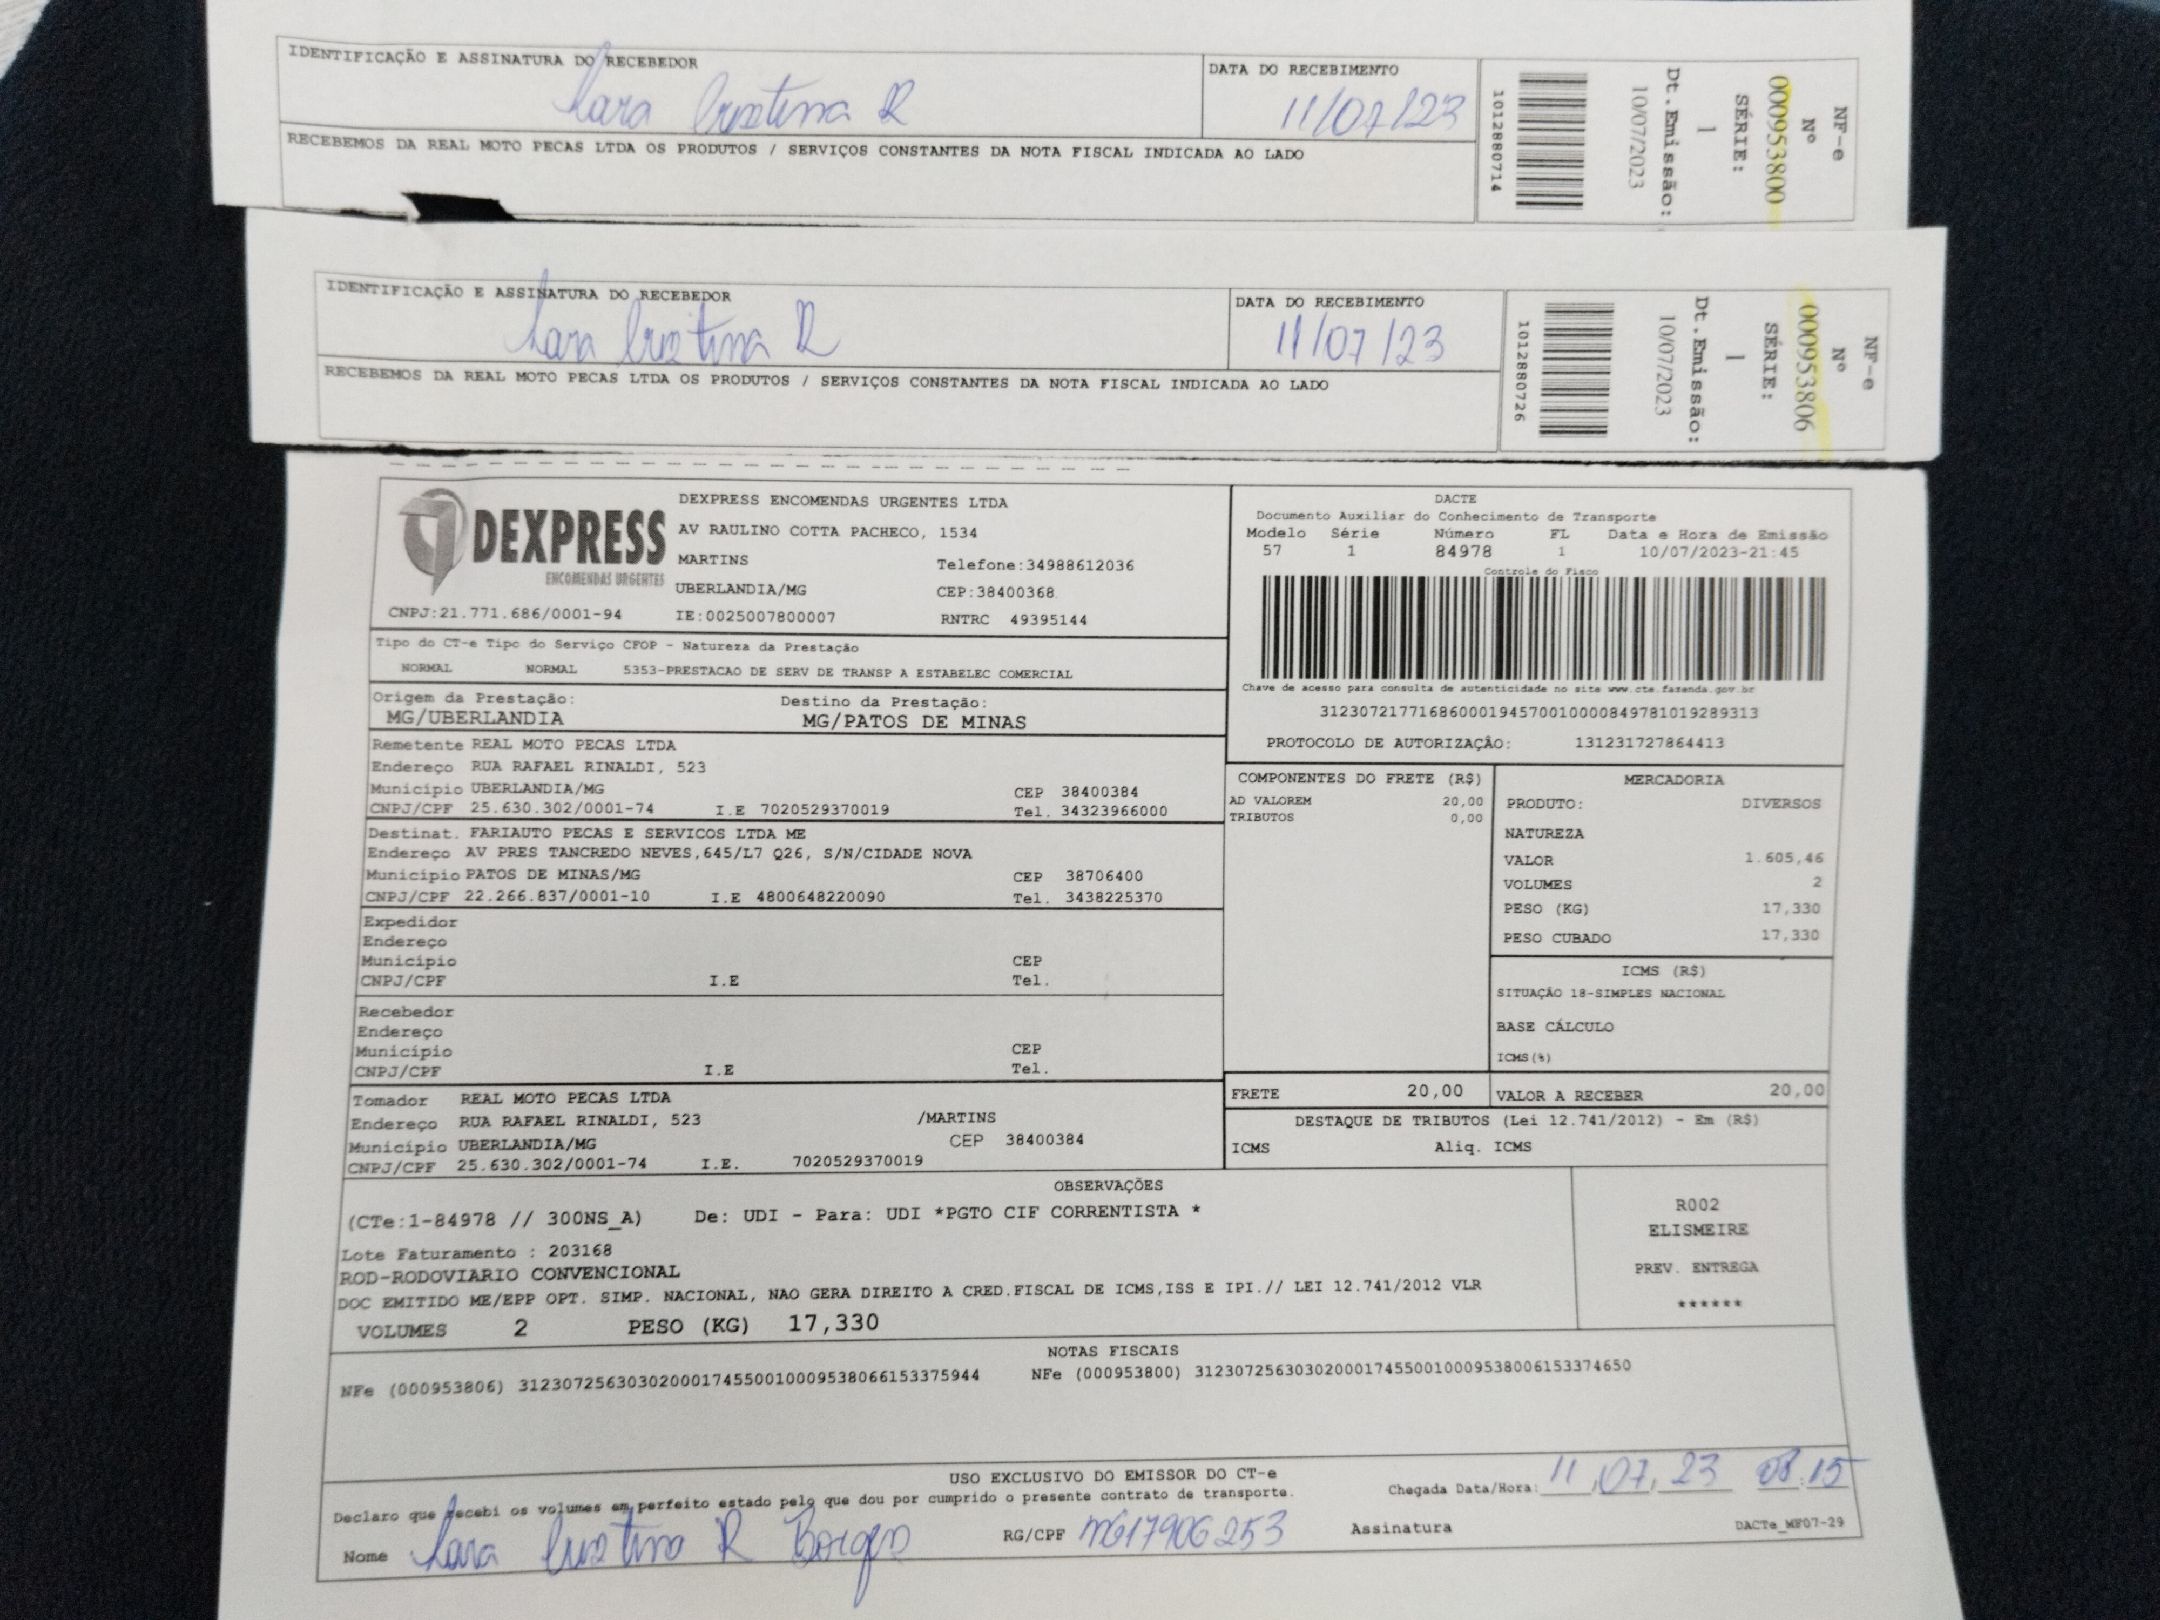 IDENTIFICAÇÃO E ASSINATURA DO RECEBEDOR
Lara Cristina R
DATA DO RECEBIMENTO
11/07/23
RECEBEMOS DA REAL MOTO PECAS LTDA OS PRODUTOS / SERVIÇOS CONSTANTES DA NOTA FISCAL INDICADA AO LADO
1012880714
NF-e
Nº
000953800
SÉRIE:
1
Dt.Emissão:
10/07/2023
IDENTIFICAÇÃO E ASSINATURA DO RECEBEDOR
Lara Cristina R
DATA DO RECEBIMENTO
11/07/23
RECEBEMOS DA REAL MOTO PECAS LTDA OS PRODUTOS / SERVIÇOS CONSTANTES DA NOTA FISCAL INDICADA AO LADO
1012880726
NF-e
Nº
000953806
SÉRIE:
1
Dt.Emissão:
10/07/2023
DEXPRESS
ENCOMENDAS URGENTES
CNPJ:21.771.686/0001-94
DEXPRESS ENCOMENDAS URGENTES LTDA
AV RAULINO COTTA PACHECO, 1534
MARTINS Telefone:34988612036
UBERLANDIA/MG CEP:38400368
IE:0025007800007 RNTRC 49395144
DACTE
Documento Auxiliar do Conhecimento de Transporte
Modelo Série Número FL Data e Hora de Emissão
57 1 84978 1 10/07/2023-21:45
Controle do Fisco
Chave de acesso para consulta de autenticidade no site www.cte.fazenda.gov.br
31230721771686000194570010000849781019289313
PROTOCOLO DE AUTORIZAÇÃO: 131231727864413
Tipo do CT-e Tipo do Serviço CFOP - Natureza da Prestação
NORMAL NORMAL 5353-PRESTACAO DE SERV DE TRANSP A ESTABELEC COMERCIAL
Origem da Prestação: Destino da Prestação:
MG/UBERLANDIA MG/PATOS DE MINAS
Remetente REAL MOTO PECAS LTDA
Endereço RUA RAFAEL RINALDI, 523
Município UBERLANDIA/MG CEP 38400384
CNPJ/CPF 25.630.302/0001-74 I.E 7020529370019 Tel. 34323966000
Destinat. FARIAUTO PECAS E SERVICOS LTDA ME
Endereço AV PRES TANCREDO NEVES,645/L7 Q26, S/N/CIDADE NOVA
Município PATOS DE MINAS/MG CEP 38706400
CNPJ/CPF 22.266.837/0001-10 I.E 4800648220090 Tel. 3438225370
Expedidor
Endereço
Município CEP
CNPJ/CPF I.E Tel.
Recebedor
Endereço
Município CEP
CNPJ/CPF I.E Tel.
Tomador REAL MOTO PECAS LTDA
Endereço RUA RAFAEL RINALDI, 523 /MARTINS
Município UBERLANDIA/MG CEP 38400384
CNPJ/CPF 25.630.302/0001-74 I.E. 7020529370019
COMPONENTES DO FRETE (R$)
AD VALOREM 20,00
TRIBUTOS 0,00
MERCADORIA
PRODUTO: DIVERSOS
NATUREZA
VALOR 1.605,46
VOLUMES 2
PESO (KG) 17,330
PESO CUBADO 17,330
ICMS (R$)
SITUAÇÃO 18-SIMPLES NACIONAL
BASE CÁLCULO
ICMS(%)
FRETE 20,00 VALOR A RECEBER 20,00
DESTAQUE DE TRIBUTOS (Lei 12.741/2012) - Em (R$)
ICMS Aliq. ICMS
OBSERVAÇÕES
(CTe:1-84978 // 300NS_A) De: UDI - Para: UDI *PGTO CIF CORRENTISTA *
Lote Faturamento : 203168
ROD-RODOVIARIO CONVENCIONAL
DOC EMITIDO ME/EPP OPT. SIMP. NACIONAL, NAO GERA DIREITO A CRED.FISCAL DE ICMS,ISS E IPI.// LEI 12.741/2012 VLR
VOLUMES 2 PESO (KG) 17,330
R002
ELISMEIRE
PREV. ENTREGA
******
NOTAS FISCAIS
NFe (000953806) 31230725630302000174550010009538066153375944 NFe (000953800) 31230725630302000174550010009538006153374650
USO EXCLUSIVO DO EMISSOR DO CT-e
Declaro que recebi os volumes em perfeito estado pelo que dou por cumprido o presente contrato de transporte.
Chegada Data/Hora: 11,07,23 08:15
Nome Lara Cristina R Borges RG/CPF MG17906253 Assinatura DACTe_MF07-29